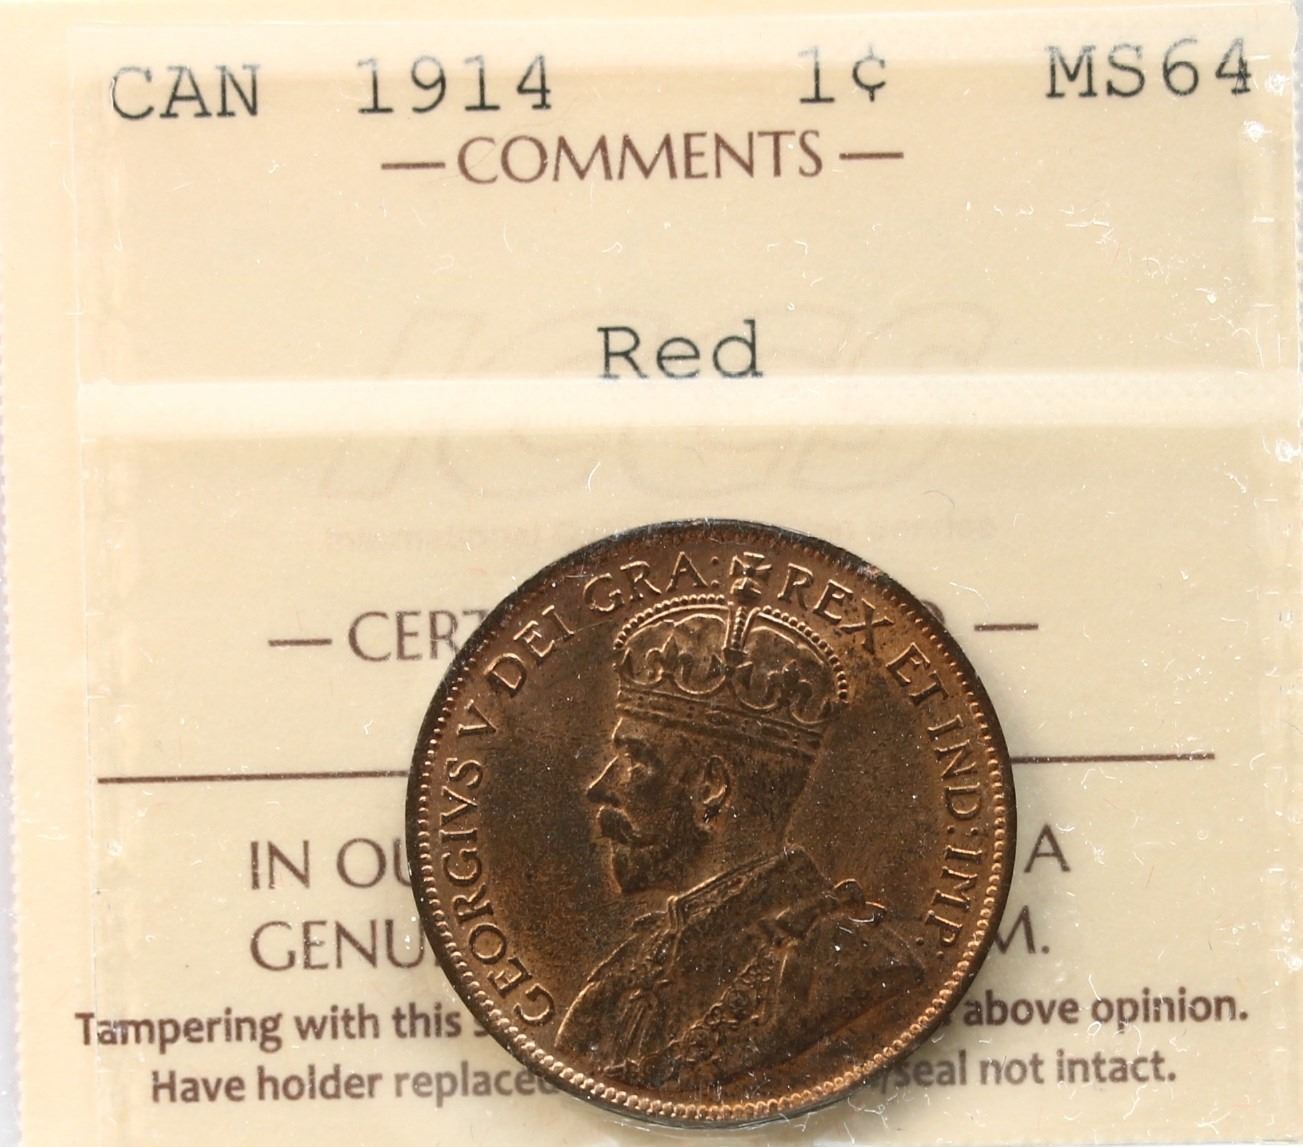 CAN 1914 1¢ MS64
— COMMENTS —
Red
— CERT
IN OU A
GENU M.
Tampering with this above opinion.
Have holder replaced /seal not intact.
GEORGIVS V DEI GRA: REX ET IND: IMP: